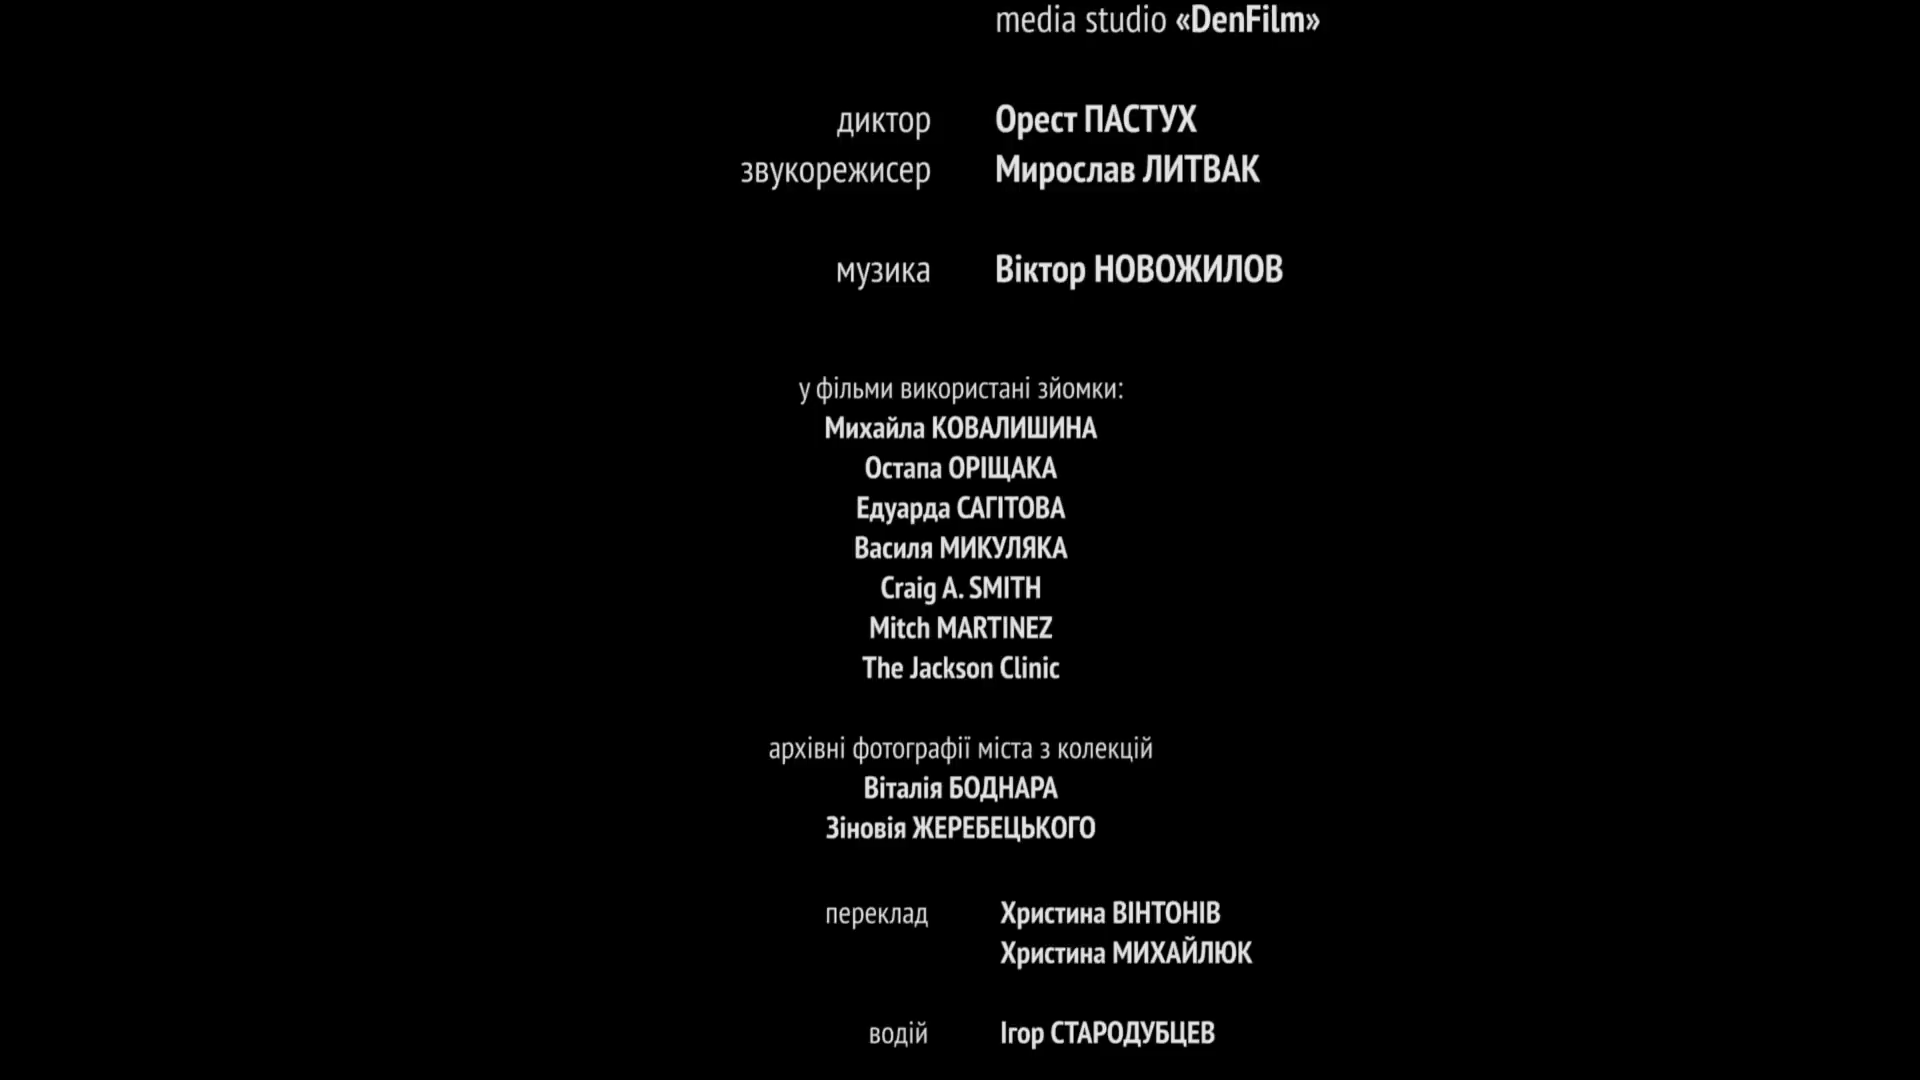 media studio «DenFilm»
диктор Орест ПАСТУХ
звукорежисер Мирослав ЛИТВАК
музика Віктор НОВОЖИЛОВ
у фільми використані зйомки:
Михайла КОВАЛИШИНА
Остапа ОРІЩАКА
Едуарда САГІТОВА
Василя МИКУЛЯКА
Craig A. SMITH
Mitch MARTINEZ
The Jackson Clinic
архівні фотографії міста з колекцій
Віталія БОДНАРА
Зіновія ЖЕРЕБЕЦЬКОГО
переклад Христина ВІНТОНІВ
Христина МИХАЙЛЮК
водій Ігор СТАРОДУБЦЕВ